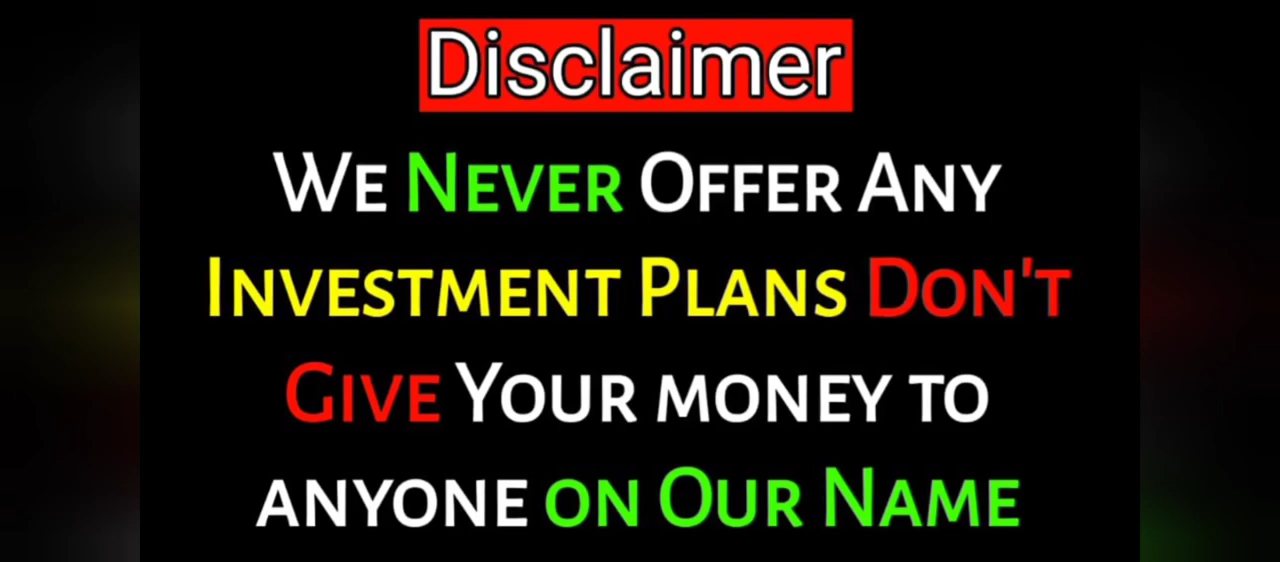 Disclaimer
We Never Offer Any
Investment Plans Don't
Give Your money to
anyone on Our Name